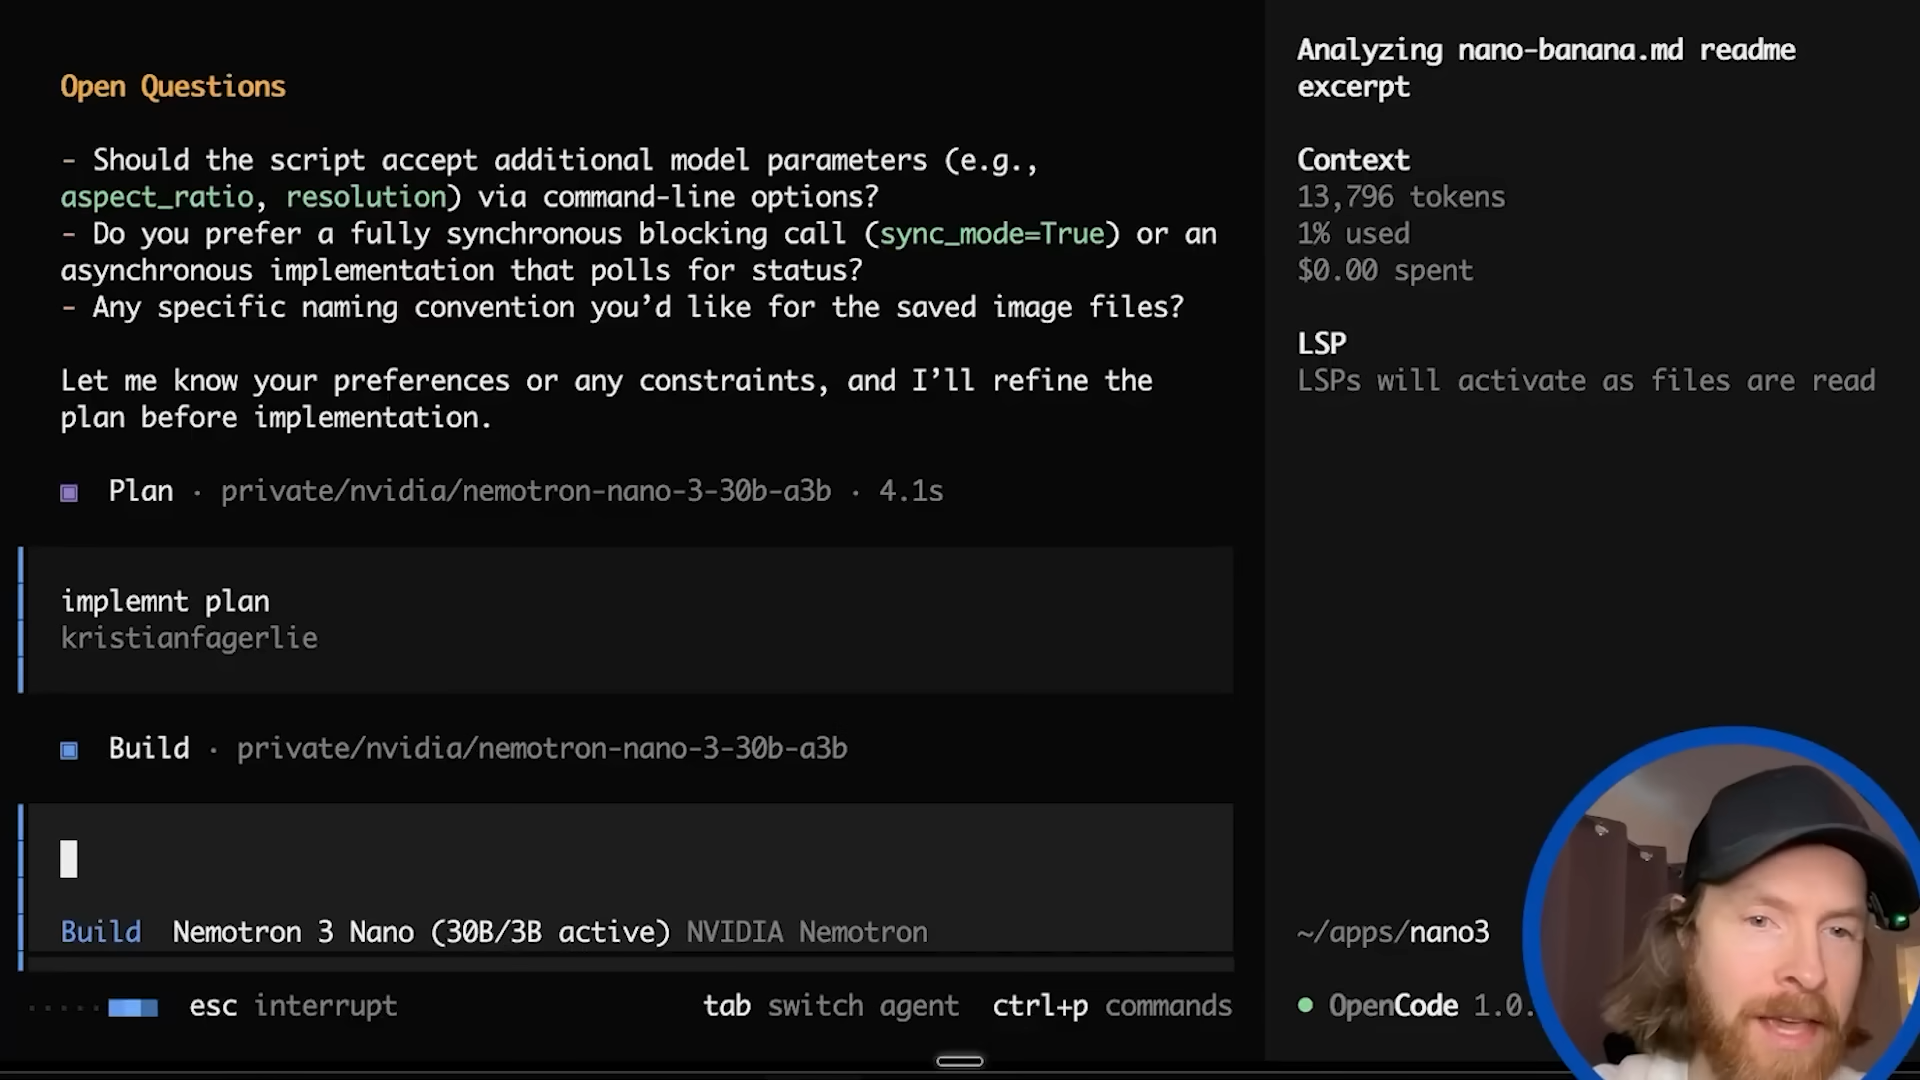 Open Questions
- Should the script accept additional model parameters (e.g.,
aspect_ratio, resolution) via command-line options?
- Do you prefer a fully synchronous blocking call (sync_mode=True) or an
asynchronous implementation that polls for status?
- Any specific naming convention you’d like for the saved image files?
Let me know your preferences or any constraints, and I’ll refine the
plan before implementation.
Plan · private/nvidia/nemotron-nano-3-30b-a3b · 4.1s
implemnt plan
kristianfagerlie
Build · private/nvidia/nemotron-nano-3-30b-a3b
Build Nemotron 3 Nano (30B/3B active) NVIDIA Nemotron
esc interrupt tab switch agent ctrl+p commands
Analyzing nano-banana.md readme
excerpt
Context
13,796 tokens
1% used
$0.00 spent
LSP
LSPs will activate as files are read
~/apps/nano3
OpenCode 1.0.